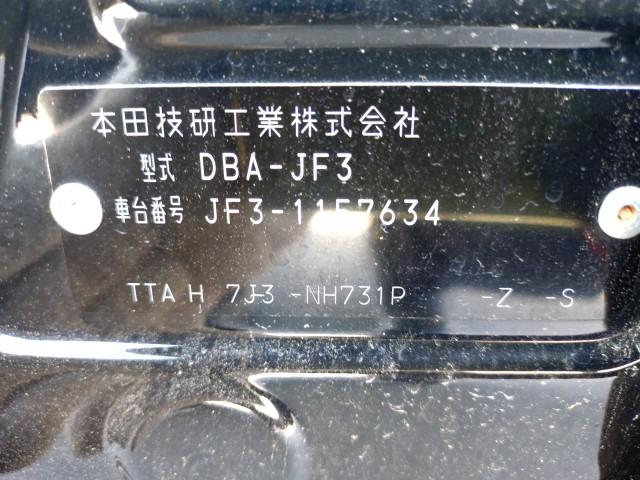 本田技研工業株式会社
型式 DBA-JF3
車台番号 JF3-1157634
TTA H 7J3 -NH731P -Z -S